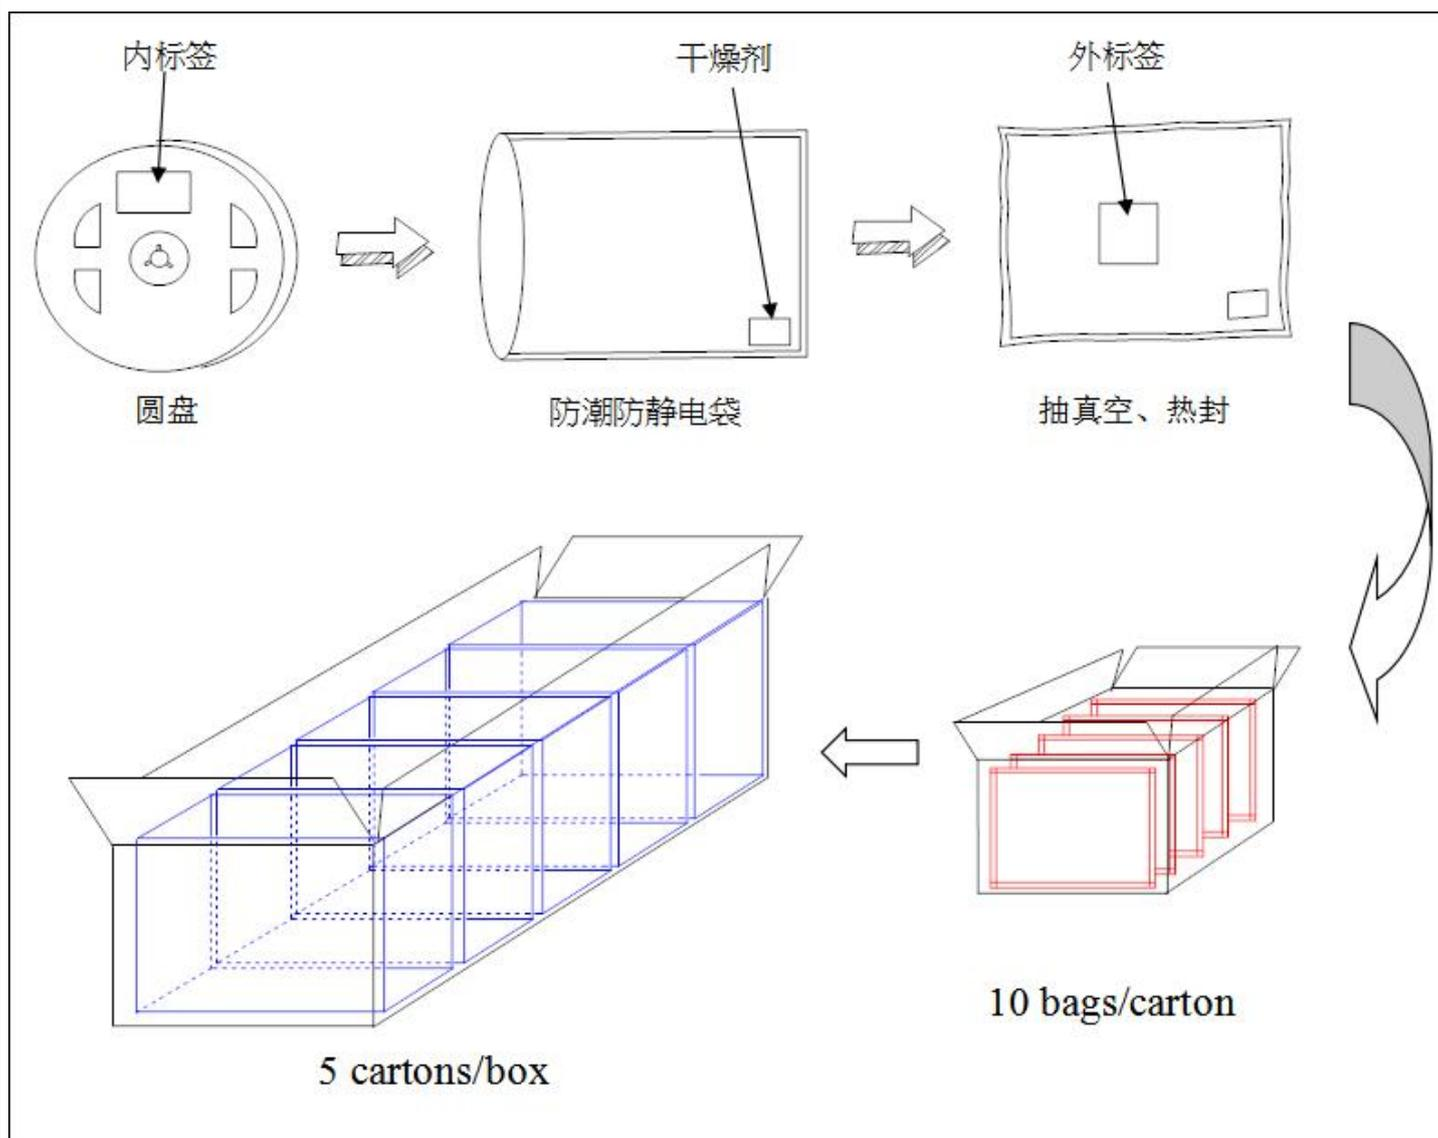 内标签
干燥剂
外标签
圆盘
防潮防静电袋
抽真空、热封
10 bags/carton
5 cartons/box